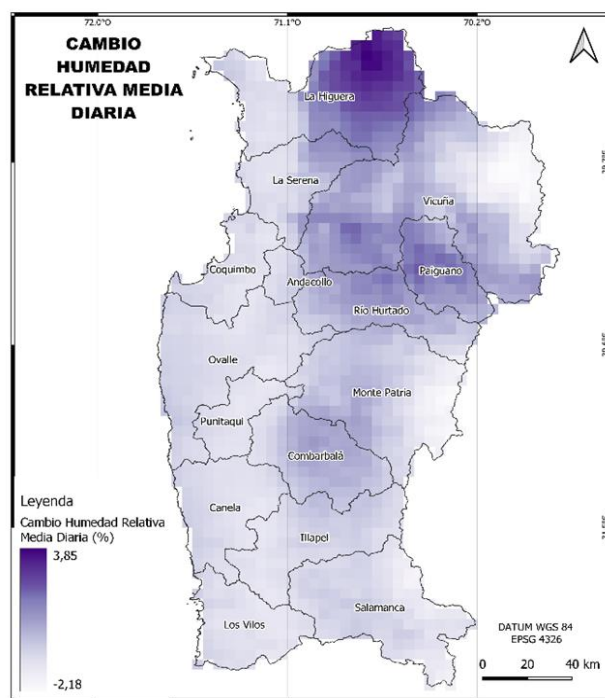 72.0°O
71.1°O
70.2°O
CAMBIO
HUMEDAD
RELATIVA MEDIA
DIARIA
La Higuera
La Serena
Vicuña
Coquimbo
Andacollo
Paiguano
Río Hurtado
Ovalle
Monte Patria
Punitaqui
Combarbalá
Canela
Illapel
Salamanca
Los Vilos
Leyenda
Cambio Humedad Relativa
Media Diaria (%)
3,85
-2,18
DATUM WGS 84
EPSG 4326
0 20 40 km